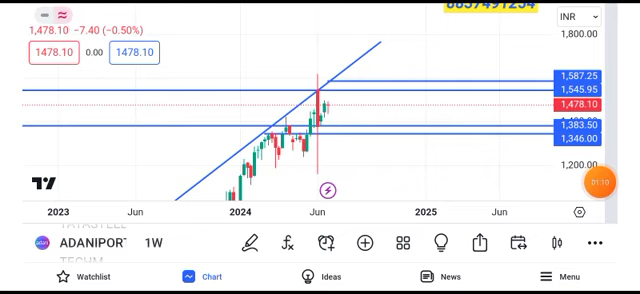 INR
1,478.10 −7.40 (−0.50%)
1478.10 0.00 1478.10
1,800.00
1,587.25
1,545.95
1,478.10
1,383.50
1,346.00
1,200.00
01:10
2023 Jun 2024 Jun 2025 Jun
ADANIPORT 1W
Watchlist Chart Ideas News Menu